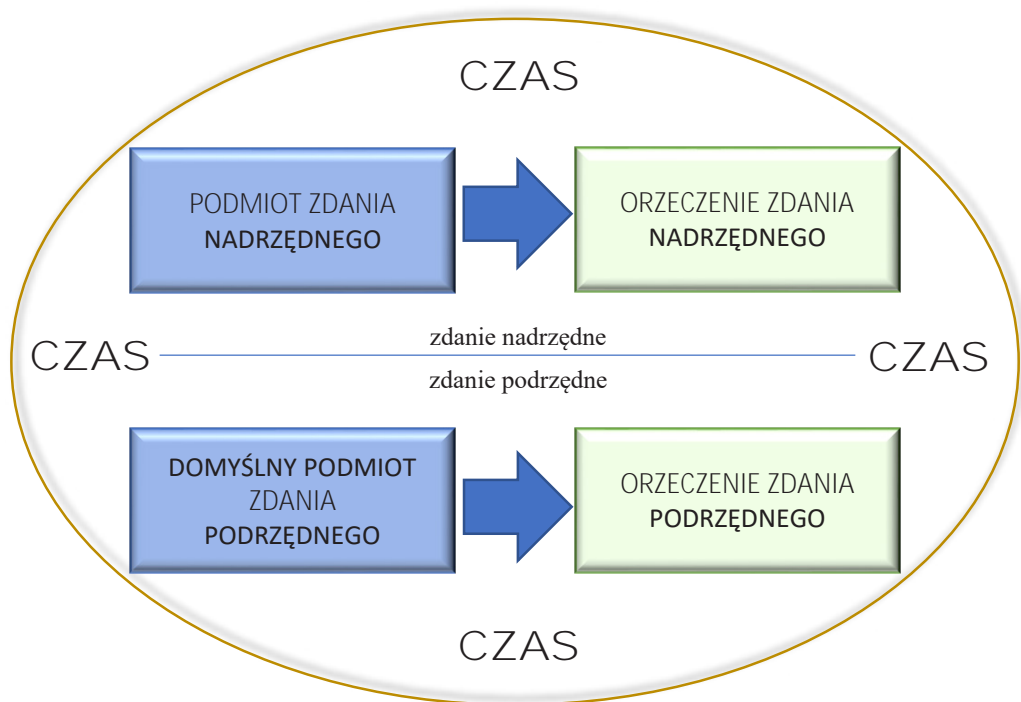 CZAS
PODMIOT ZDANIA
NADRZĘDNEGO
ORZECZENIE ZDANIA
NADRZĘDNEGO
zdanie nadrzędne
CZAS
CZAS
zdanie podrzędne
DOMYŚLNY PODMIOT
ZDANIA
PODRZĘDNEGO
ORZECZENIE ZDANIA
PODRZĘDNEGO
CZAS